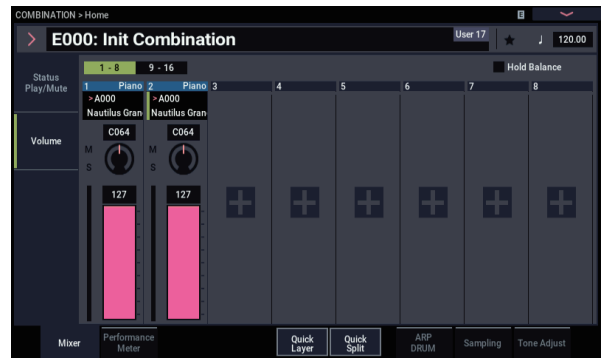 COMBINATION > Home
E
> E000: Init Combination
User 17
★ ♩ 120.00
Status
Play/Mute
1 - 8 9 - 16
Hold Balance
1 Piano 2 Piano 3 4 5 6 7 8
>A000 >A000
Nautilus Gran Nautilus Gran
Volume
C064 C064
M M
S S
127 127
Mixer
Performance
Meter
Quick
Layer
Quick
Split
ARP
DRUM
Sampling
Tone Adjust